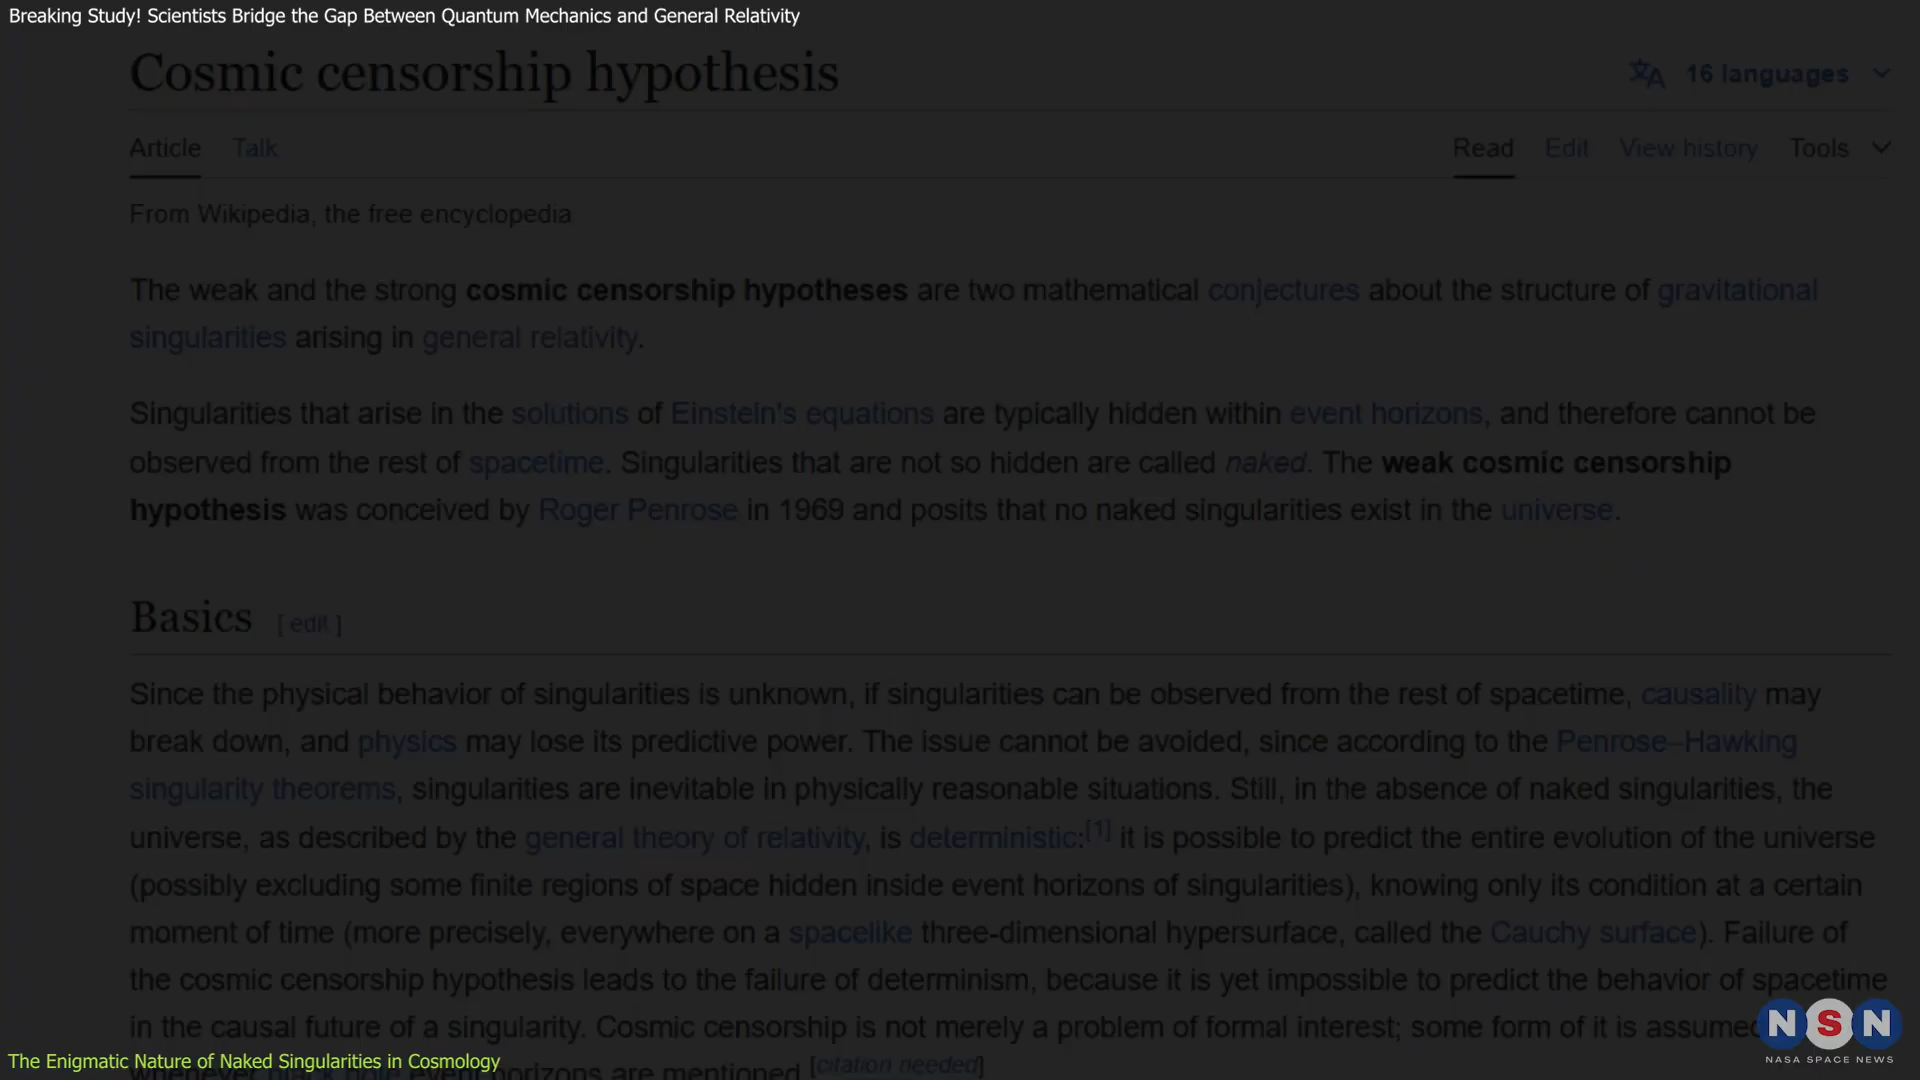 Breaking Study! Scientists Bridge the Gap Between Quantum Mechanics and General Relativity
Cosmic censorship hypothesis
16 languages
Article Talk
Read Edit View history Tools
From Wikipedia, the free encyclopedia
The weak and the strong cosmic censorship hypotheses are two mathematical conjectures about the structure of gravitational
singularities arising in general relativity.
Singularities that arise in the solutions of Einstein's equations are typically hidden within event horizons, and therefore cannot be
observed from the rest of spacetime. Singularities that are not so hidden are called naked. The weak cosmic censorship
hypothesis was conceived by Roger Penrose in 1969 and posits that no naked singularities exist in the universe.
Basics [ edit ]
Since the physical behavior of singularities is unknown, if singularities can be observed from the rest of spacetime, causality may
break down, and physics may lose its predictive power. The issue cannot be avoided, since according to the Penrose–Hawking
singularity theorems, singularities are inevitable in physically reasonable situations. Still, in the absence of naked singularities, the
universe, as described by the general theory of relativity, is deterministic:[1] it is possible to predict the entire evolution of the universe
(possibly excluding some finite regions of space hidden inside event horizons of singularities), knowing only its condition at a certain
moment of time (more precisely, everywhere on a spacelike three-dimensional hypersurface, called the Cauchy surface). Failure of
the cosmic censorship hypothesis leads to the failure of determinism, because it is yet impossible to predict the behavior of spacetime
in the causal future of a singularity. Cosmic censorship is not merely a problem of formal interest; some form of it is assumed
whenever black hole event horizons are mentioned.[citation needed]
The Enigmatic Nature of Naked Singularities in Cosmology
NSN
NASA SPACE NEWS